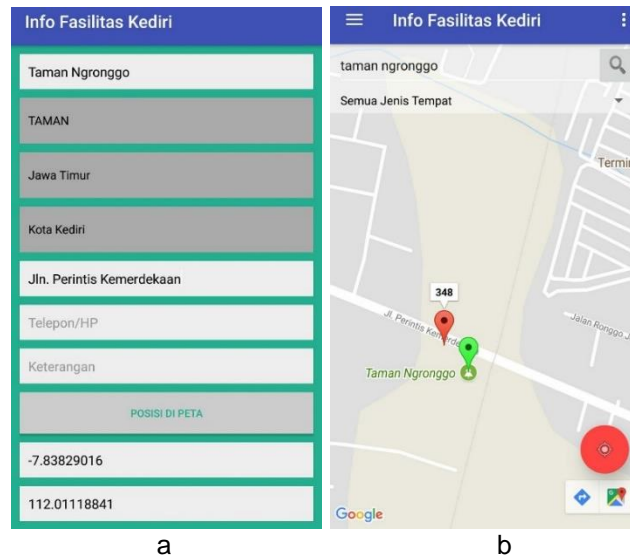 Info Fasilitas Kediri
Taman Ngronggo
TAMAN
Jawa Timur
Kota Kediri
Jln. Perintis Kemerdekaan
Telepon/HP
Keterangan
POSISI DI PETA
-7.83829016
112.01118841
a
Info Fasilitas Kediri
taman ngronggo
Semua Jenis Tempat
Termi
348
Jl. Perintis Kemerde
Jalan Ronggo J
Taman Ngronggo
Google
b